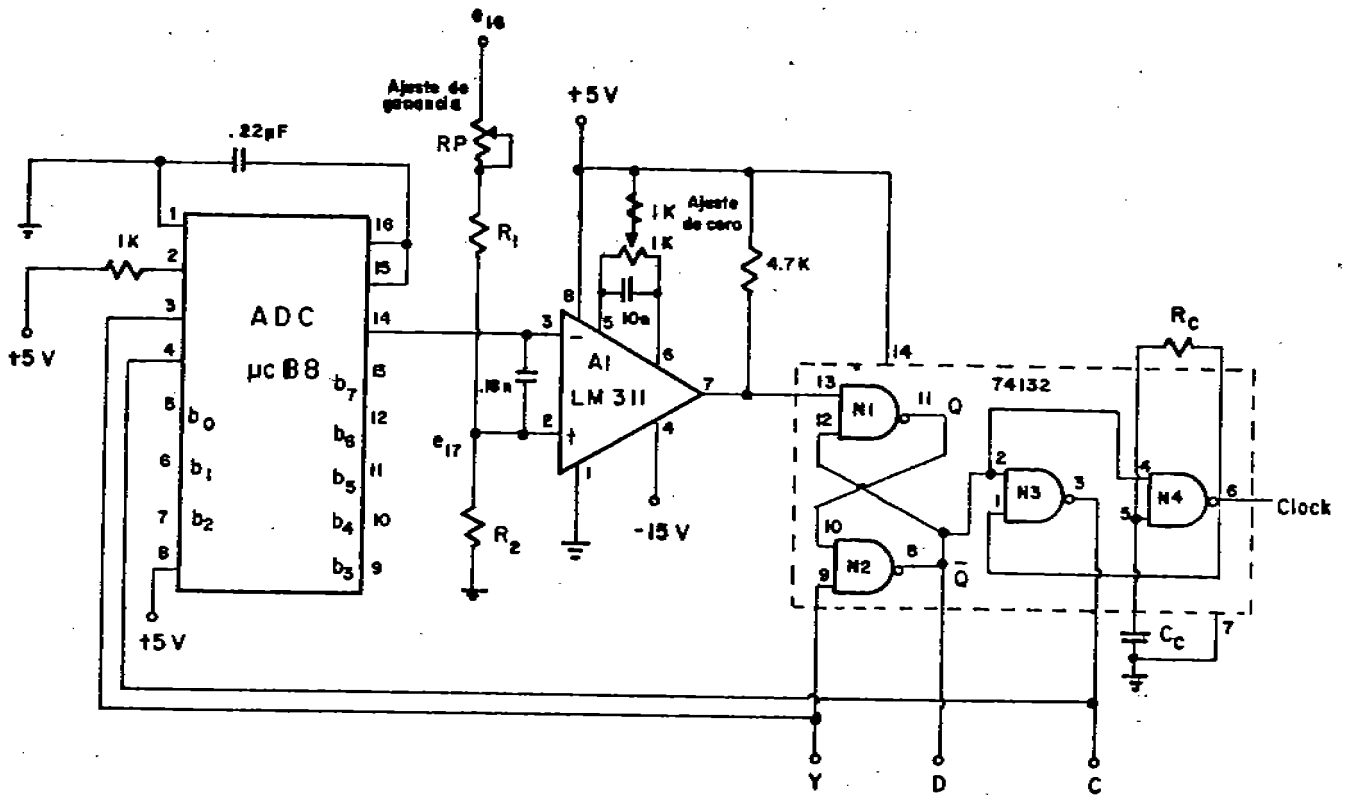 e16
Ajuste de
ganancia
RP
+5V
.22µF
1
16
1K
2
15
3
14
4
+5V
ADC
µcB8
b7
13
5
b0
12
b6
6
b1
11
b5
7
b2
10
b4
8
b3
9
+5V
R1
e17
R2
1K
Ajuste
de cero
1K
10n
4.7K
8
5
6
3
-
A1
LM 311
7
2
+
4
1
-15V
14
74132
13
N1
11
Q
12
10
N2
8
Q̅
9
2
N3
3
1
Rc
4
N4
6
Clock
5
7
Cc
Y
D
C